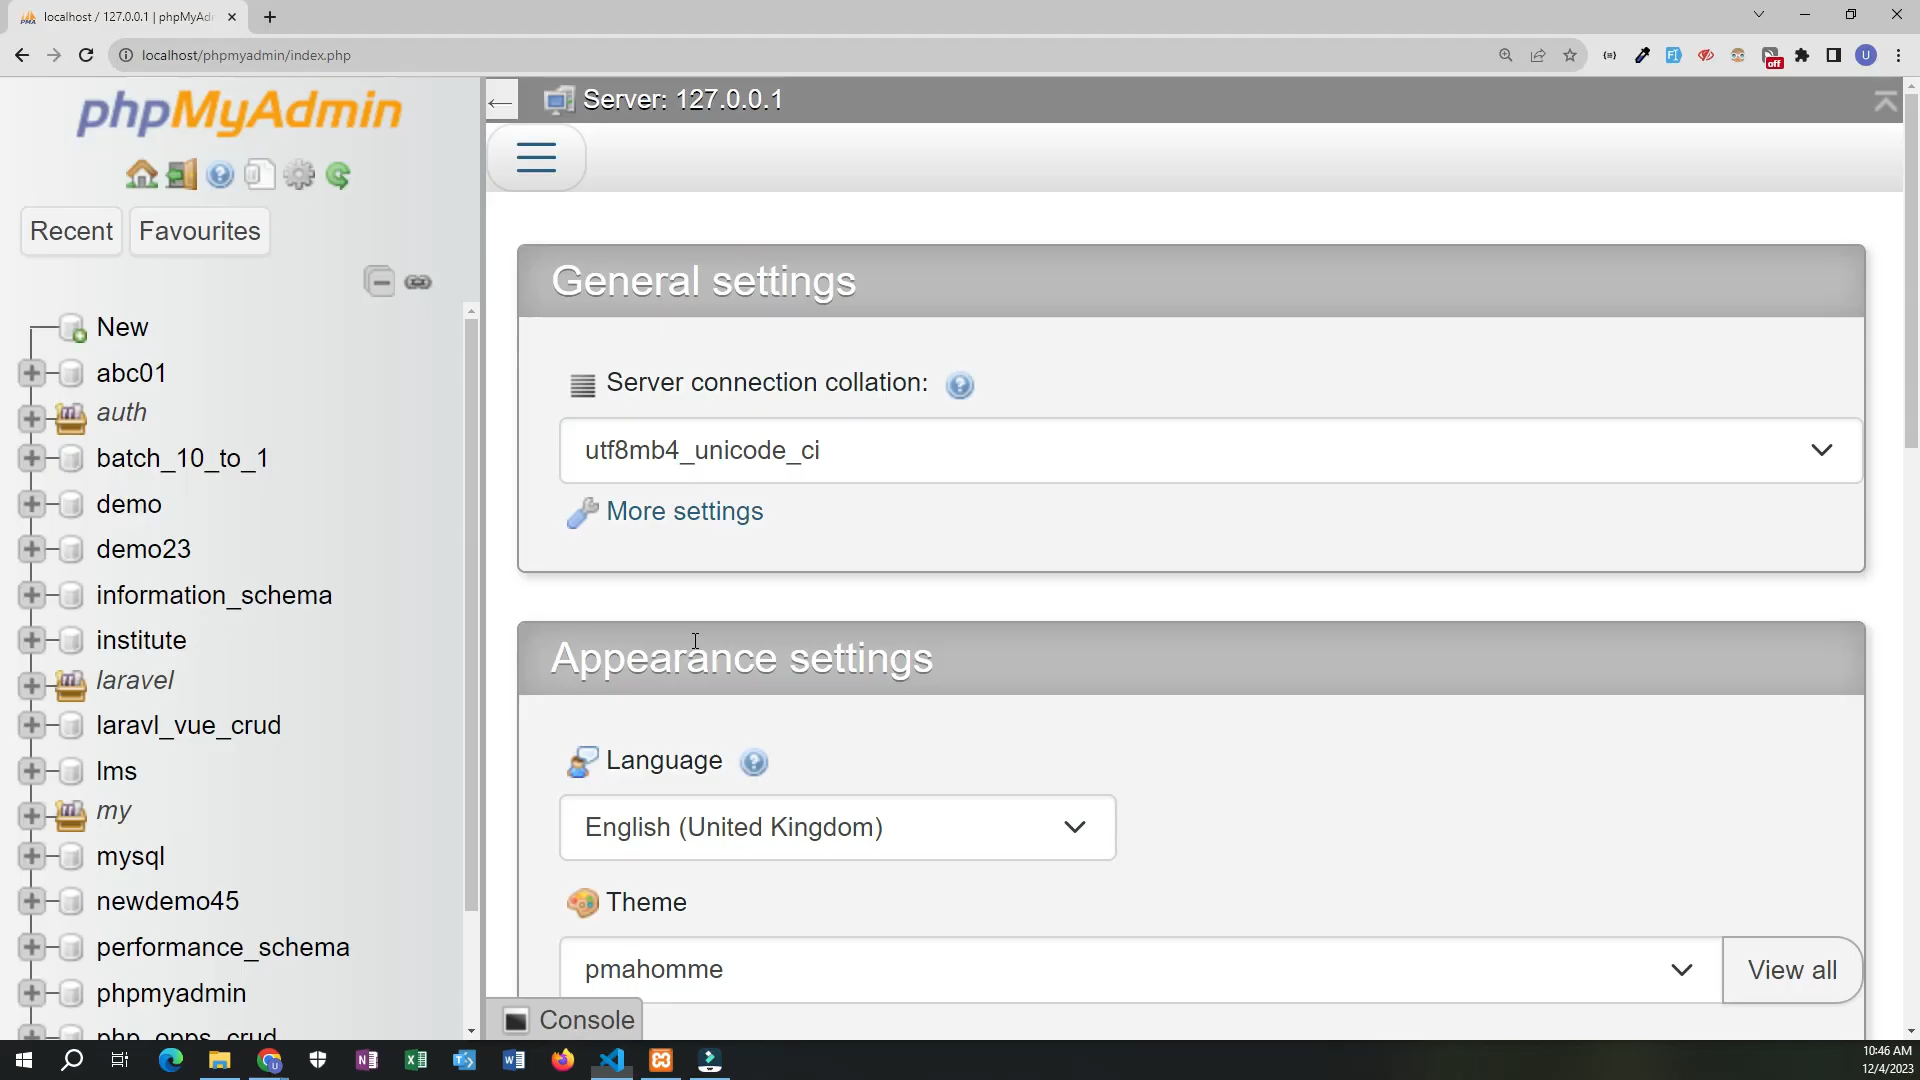 localhost / 127.0.0.1 | phpMyAd
localhost/phpmyadmin/index.php
off
U
phpMyAdmin
Recent
Favourites
New
abc01
auth
batch_10_to_1
demo
demo23
information_schema
institute
laravel
laravl_vue_crud
lms
my
mysql
newdemo45
performance_schema
phpmyadmin
php_opps_crud
Server: 127.0.0.1
General settings
Server connection collation:
utf8mb4_unicode_ci
More settings
Appearance settings
Language
English (United Kingdom)
Theme
pmahomme
View all
Console
10:46 AM
12/4/2023